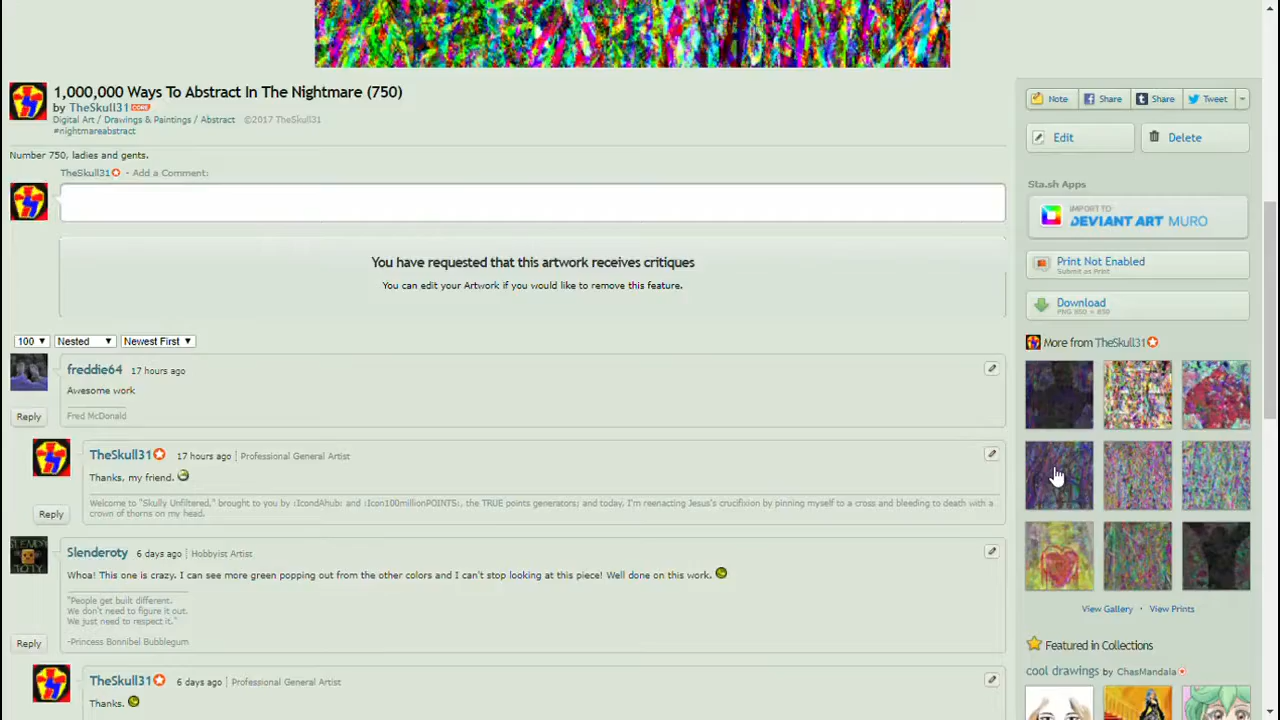 1,000,000 Ways To Abstract In The Nightmare (750)
by TheSkull31 CORE
Digital Art / Drawings & Paintings / Abstract ©2017 TheSkull31
#nightmareabstract
Number 750, ladies and gents.
TheSkull31 • Add a Comment:
You have requested that this artwork receives critiques
You can edit your Artwork if you would like to remove this feature.
100 ▼ Nested ▼ Newest First ▼
freddie64 17 hours ago
Awesome work
Fred McDonald
Reply
TheSkull31 17 hours ago | Professional General Artist
Thanks, my friend.
Welcome to "Skully Unfiltered," brought to you by :IcondAhub: and :Icon100millionPOINTS:, the TRUE points generators; and today, I'm reenacting Jesus's crucifixion by pinning myself to a cross and bleeding to death with a
crown of thorns on my head.
Reply
Slenderoty 6 days ago | Hobbyist Artist
Whoa! This one is crazy. I can see more green popping out from the other colors and I can't stop looking at this piece! Well done on this work.
"People get built different.
We don't need to figure it out.
We just need to respect it."
-Princess Bonnibel Bubblegum
Reply
TheSkull31 6 days ago | Professional General Artist
Thanks.
Note Share Share Tweet
Edit Delete
Sta.sh Apps
IMPORT TO
DEVIANT ART MURO
Print Not Enabled
Submit as Print
Download
PNG 850 × 850
More from TheSkull31
View Gallery • View Prints
Featured in Collections
cool drawings by ChasMandala